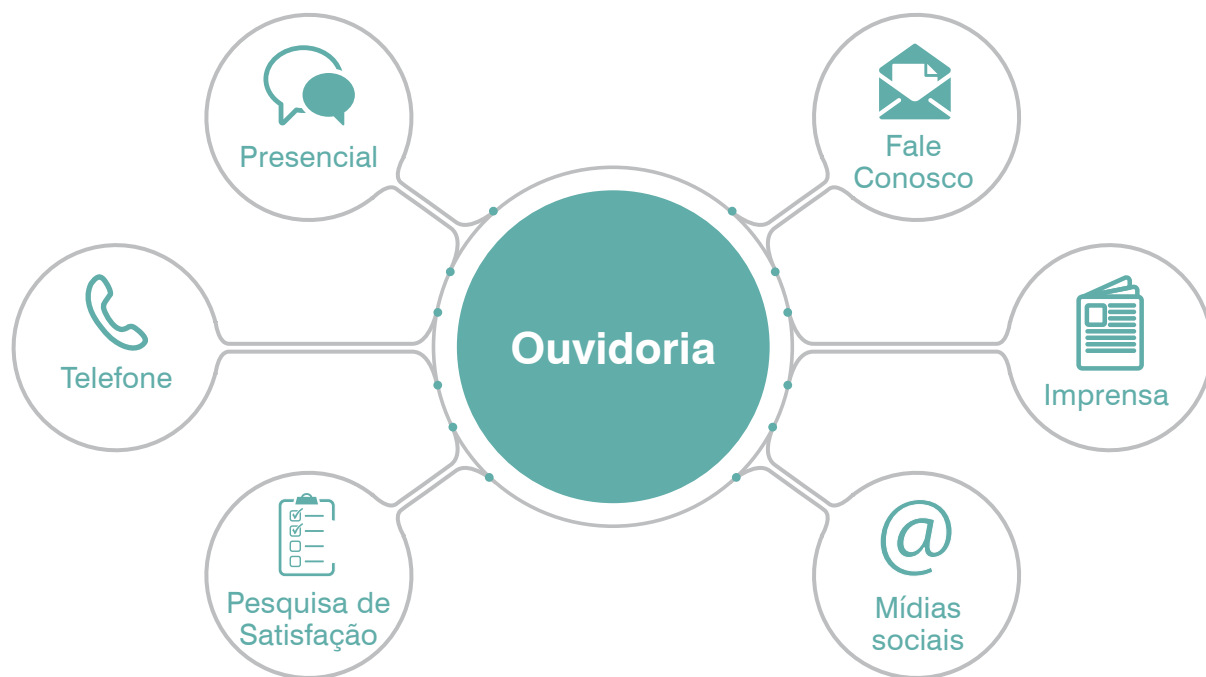 Presencial
Fale
Conosco
Telefone
Ouvidoria
Imprensa
Pesquisa de
Satisfação
@
Mídias
sociais